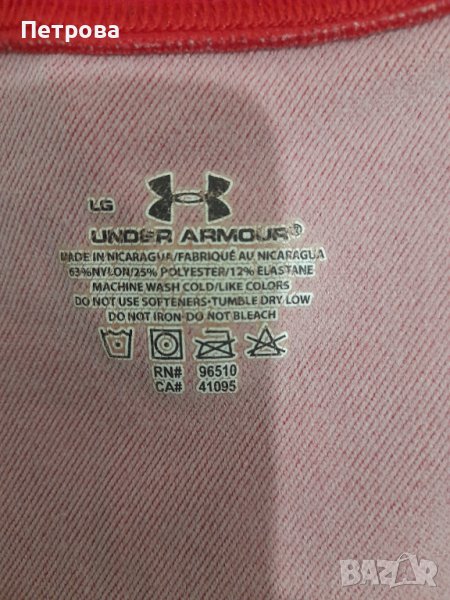 Петрова
LG
UNDER ARMOUR®
MADE IN NICARAGUA/FABRIQUÉ AU NICARAGUA
63%NYLON/25% POLYESTER/12% ELASTANE
MACHINE WASH COLD/LIKE COLORS
DO NOT USE SOFTENERS·TUMBLE DRY LOW
DO NOT IRON·DO NOT BLEACH
RN# 96510
CA# 41095
BAZAR